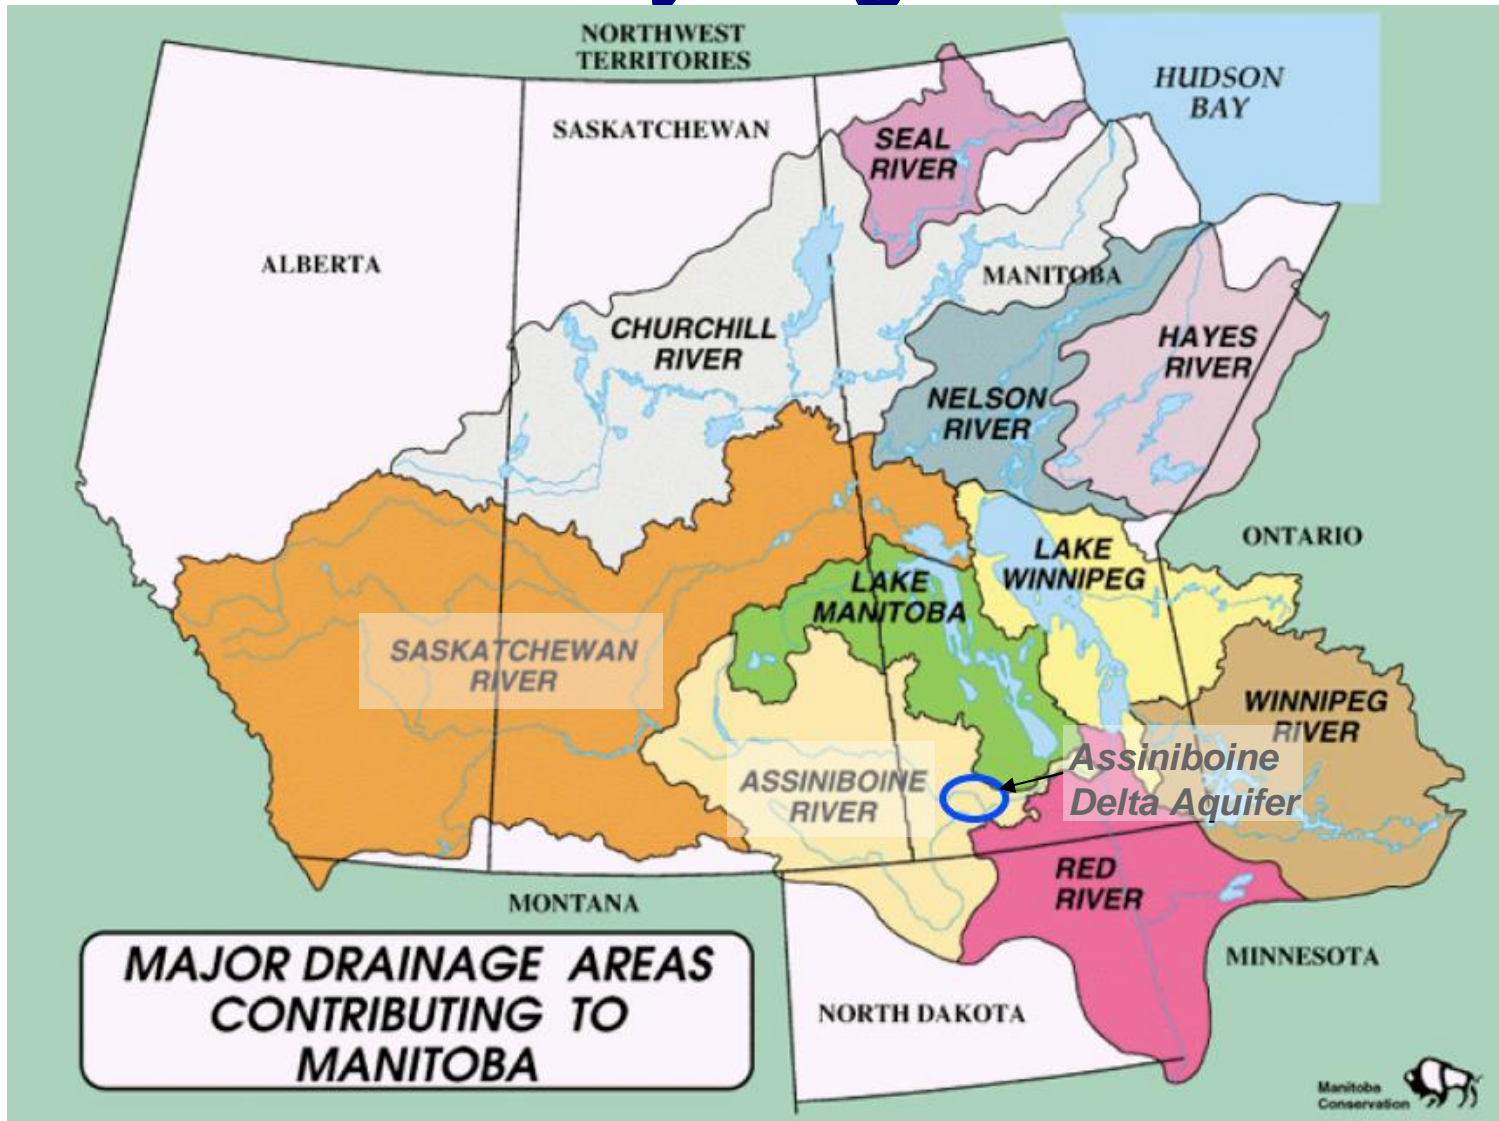 NORTHWEST
TERRITORIES
HUDSON
BAY
SASKATCHEWAN
SEAL
RIVER
ALBERTA
MANITOBA
CHURCHILL
RIVER
HAYES
RIVER
NELSON
RIVER
ONTARIO
LAKE
WINNIPEG
LAKE
MANITOBA
SASKATCHEWAN
RIVER
WINNIPEG
RIVER
ASSINIBOINE
RIVER
Assiniboine
Delta Aquifer
RED
RIVER
MONTANA
MINNESOTA
NORTH DAKOTA
MAJOR DRAINAGE AREAS
CONTRIBUTING TO
MANITOBA
Manitoba
Conservation